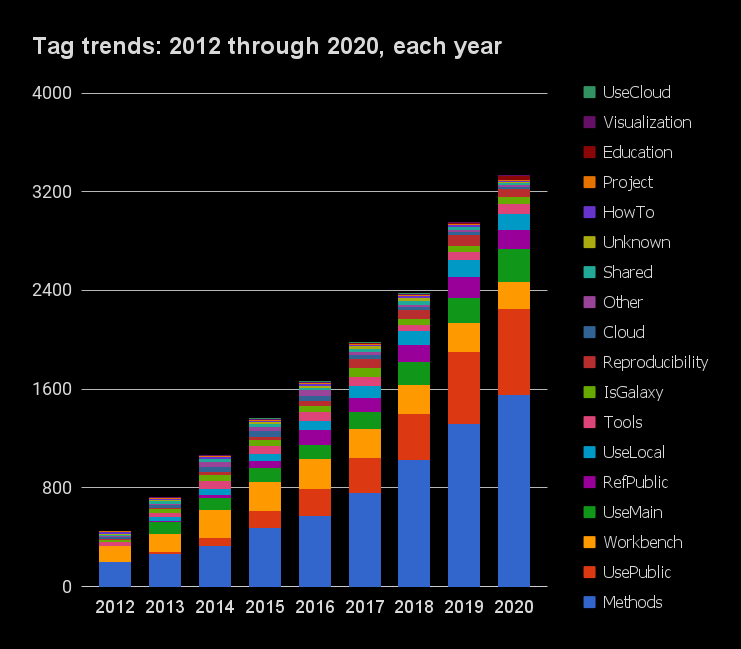 Tag trends: 2012 through 2020, each year
4000
3200
2400
1600
800
0
2012 2013 2014 2015 2016 2017 2018 2019 2020
UseCloud
Visualization
Education
Project
HowTo
Unknown
Shared
Other
Cloud
Reproducibility
IsGalaxy
Tools
UseLocal
RefPublic
UseMain
Workbench
UsePublic
Methods